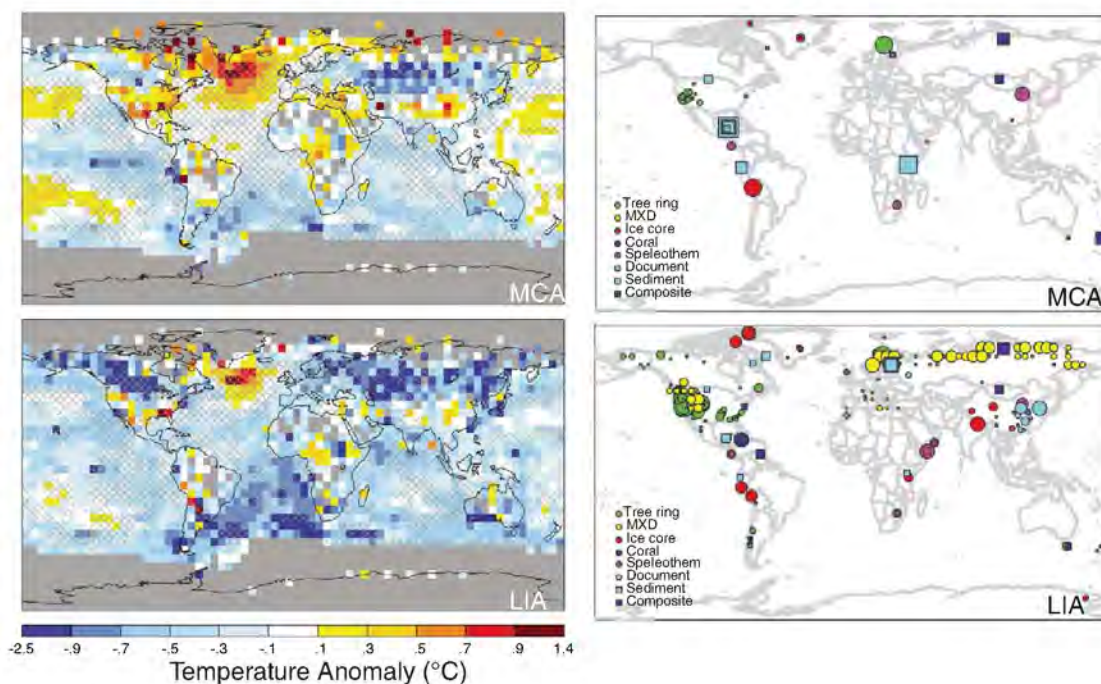 MCA
Tree ring
MXD
Ice core
Coral
Speleothem
Document
Sediment
Composite
MCA
LIA
Tree ring
MXD
Ice core
Coral
Speleothem
Document
Sediment
Composite
LIA
-2.5 -.9 -.7 -.5 -.3 -.1 .1 .3 .5 .7 .9 1.4
Temperature Anomaly (°C)